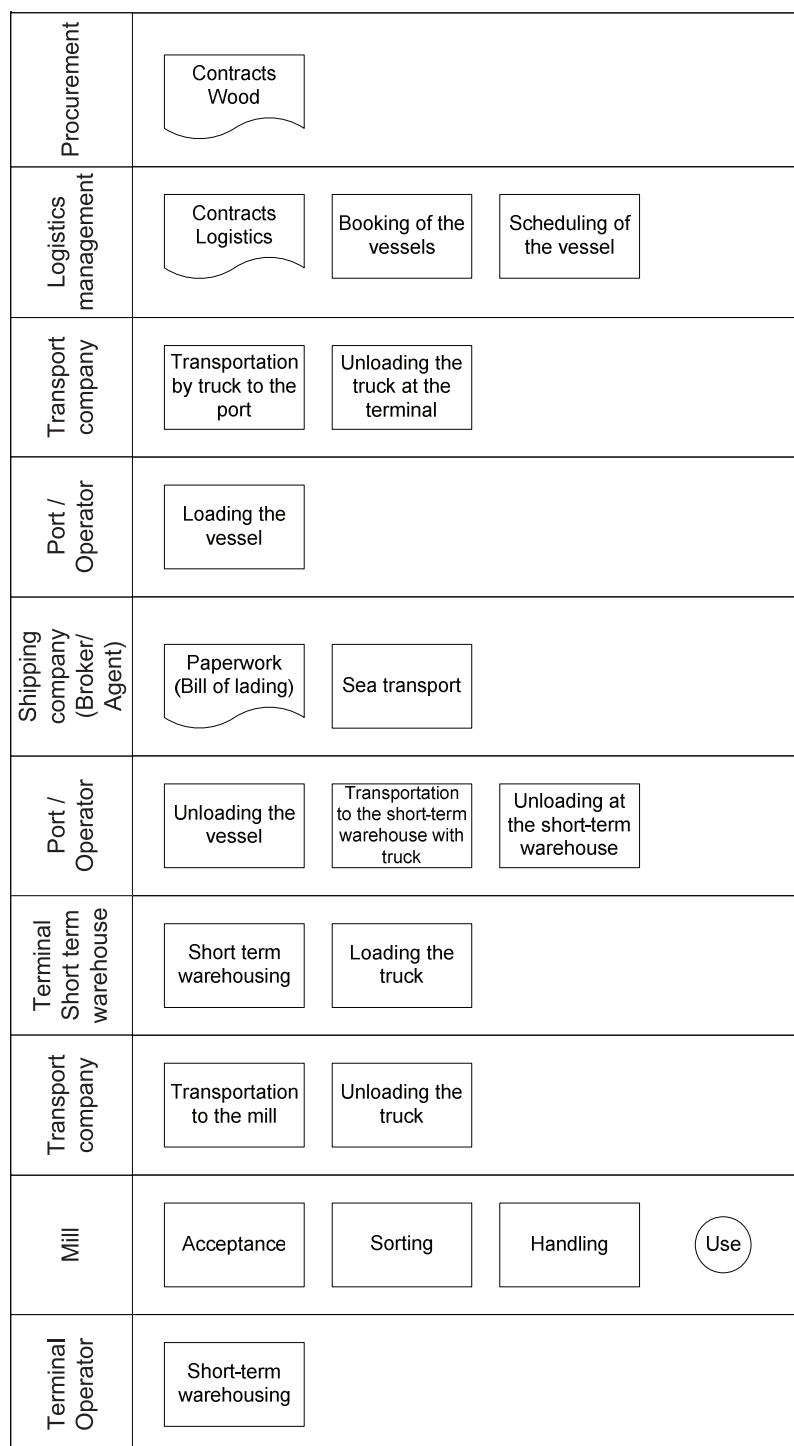 Procurement
Contracts
Wood
Logistics
management
Contracts
Logistics
Booking of the
vessels
Scheduling of
the vessel
Transport
company
Transportation
by truck to the
port
Unloading the
truck at the
terminal
Port /
Operator
Loading the
vessel
Shipping
company
(Broker/
Agent)
Paperwork
(Bill of lading)
Sea transport
Port /
Operator
Unloading the
vessel
Transportation
to the short-term
warehouse with
truck
Unloading at
the short-term
warehouse
Terminal
Short term
warehouse
Short term
warehousing
Loading the
truck
Transport
company
Transportation
to the mill
Unloading the
truck
Mill
Acceptance
Sorting
Handling
Use
Terminal
Operator
Short-term
warehousing